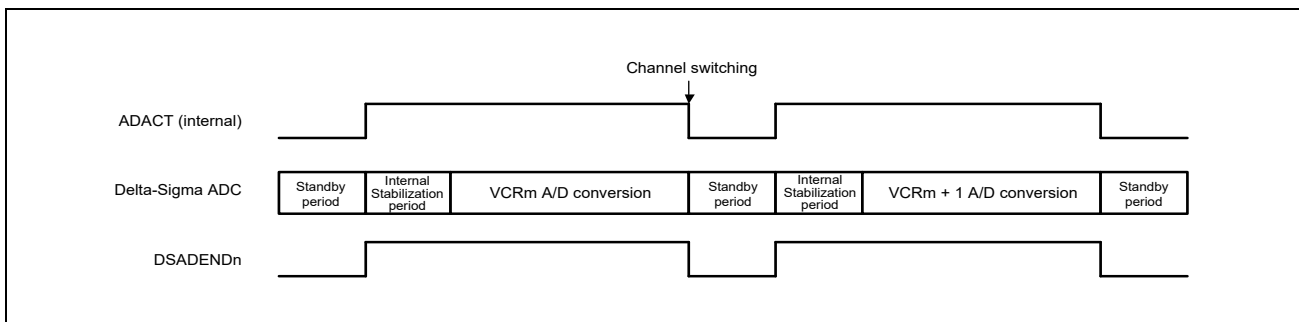 Channel switching
ADACT (internal)
Delta-Sigma ADC
Standby
period
Internal
Stabilization
period
VCRm A/D conversion
Standby
period
Internal
Stabilization
period
VCRm + 1 A/D conversion
Standby
period
DSADENDn